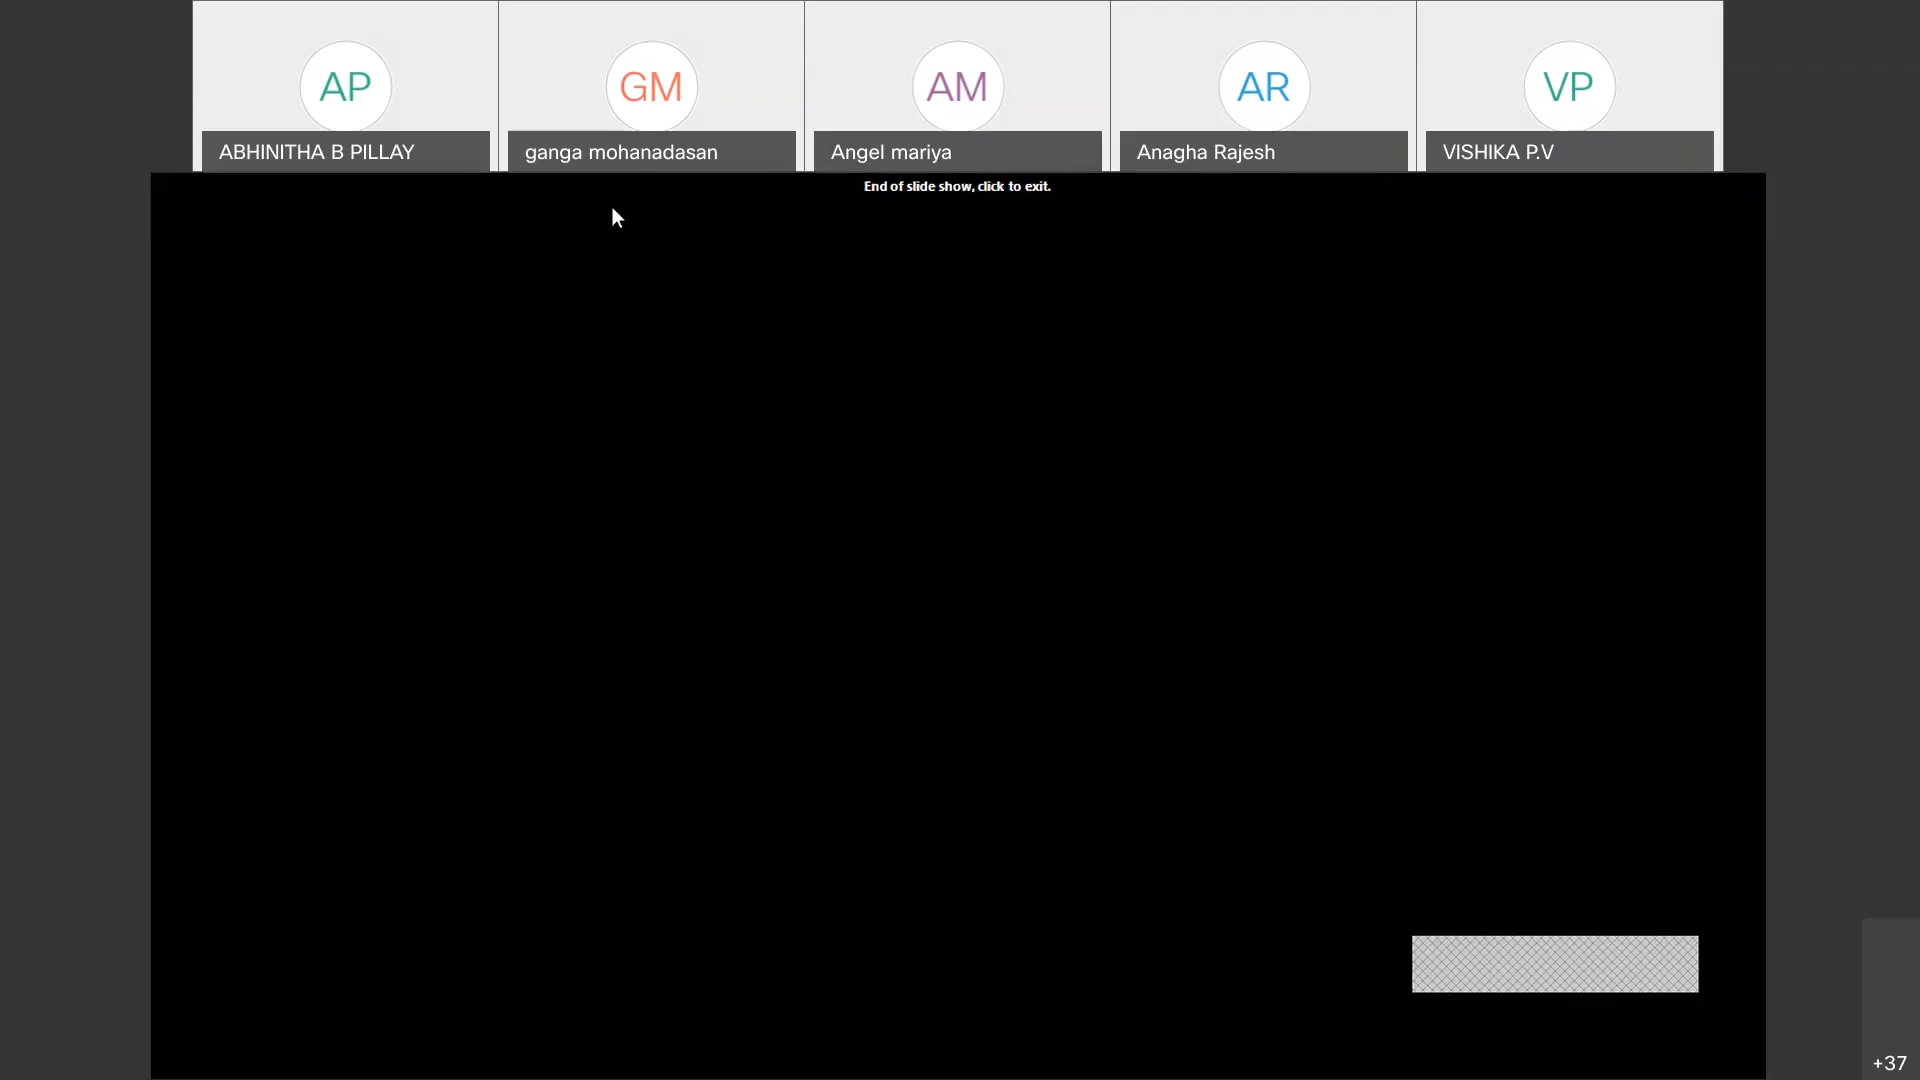 AP
GM
AM
AR
VP
ABHINITHA B PILLAY
ganga mohanadasan
Angel mariya
Anagha Rajesh
VISHIKA P.V
End of slide show, click to exit.
+37